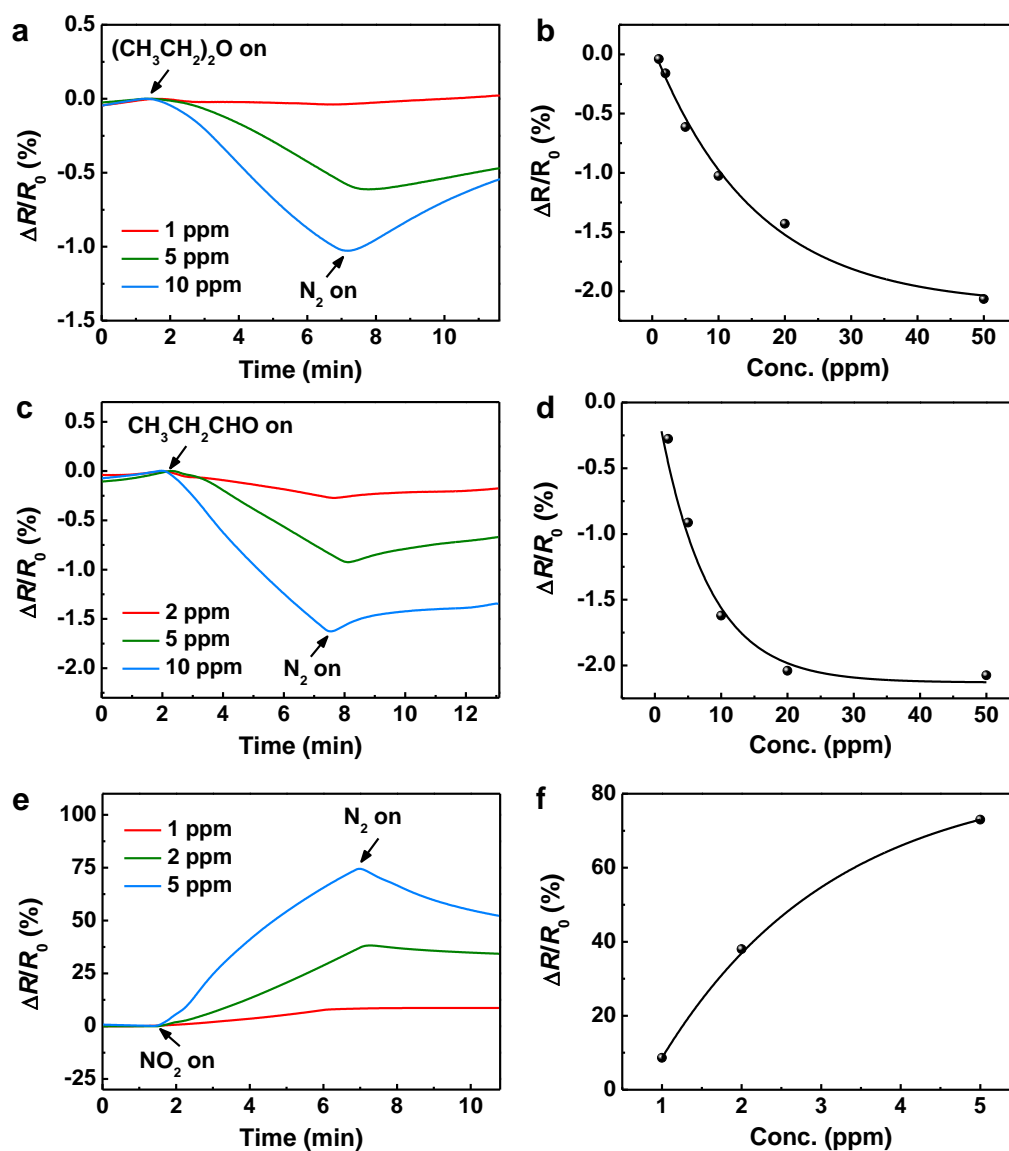 a
(CH₃CH₂)₂O on
0.5
0.0
-0.5
-1.0
-1.5
ΔR/R₀ (%)
1 ppm
5 ppm
10 ppm
N₂ on
0 2 4 6 8 10
Time (min)
b
0.0
-0.5
-1.0
-1.5
-2.0
ΔR/R₀ (%)
0 10 20 30 40 50
Conc. (ppm)
c
CH₃CH₂CHO on
0.5
0.0
-0.5
-1.0
-1.5
-2.0
ΔR/R₀ (%)
2 ppm
5 ppm
10 ppm
N₂ on
0 2 4 6 8 10 12
Time (min)
d
0.0
-0.5
-1.0
-1.5
-2.0
ΔR/R₀ (%)
0 10 20 30 40 50
Conc. (ppm)
e
100
75
50
25
0
-25
ΔR/R₀ (%)
1 ppm
2 ppm
5 ppm
N₂ on
NO₂ on
0 2 4 6 8 10
Time (min)
f
80
60
40
20
0
ΔR/R₀ (%)
1 2 3 4 5
Conc. (ppm)